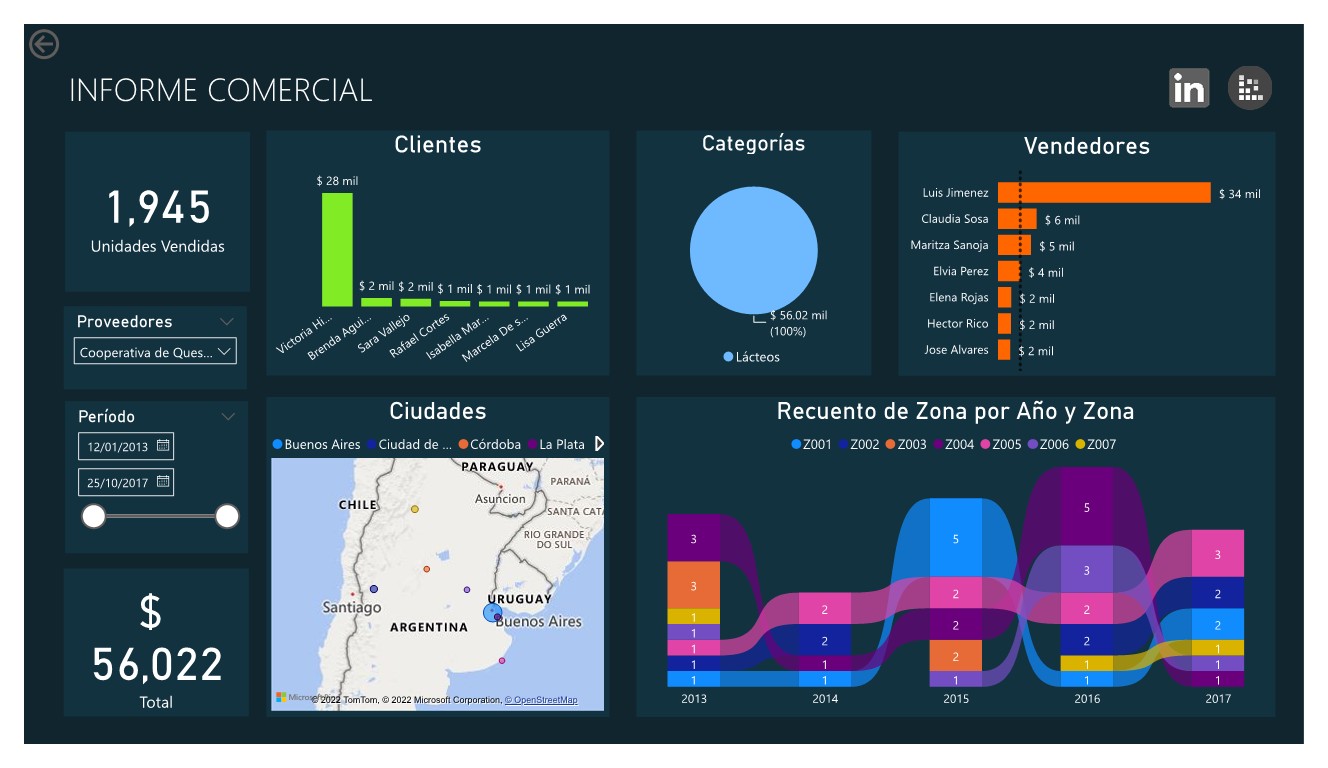 INFORME COMERCIAL
in
1,945
Unidades Vendidas
Proveedores
Cooperativa de Ques...
Período
12/01/2013
25/10/2017
$
56,022
Total
Clientes
$ 28 mil
$ 2 mil $ 2 mil $ 1 mil $ 1 mil $ 1 mil $ 1 mil
Victoria Hi...
Brenda Agui...
Sara Vallejo
Rafael Cortes
Isabella Mar...
Marcela De s...
Lisa Guerra
Categorías
$ 56.02 mil
(100%)
Lácteos
Vendedores
Luis Jimenez $ 34 mil
Claudia Sosa $ 6 mil
Maritza Sanoja $ 5 mil
Elvia Perez $ 4 mil
Elena Rojas $ 2 mil
Hector Rico $ 2 mil
Jose Alvares $ 2 mil
Ciudades
Buenos Aires Ciudad de ... Córdoba La Plata
PARAGUAY
PARANÁ
Asuncion
CHILE
SANTA CAT
RIO GRANDE
DO SUL
URUGUAY
Santiago
Buenos Aires
ARGENTINA
Microsoft
© 2022 TomTom, © 2022 Microsoft Corporation, © OpenStreetMap
Recuento de Zona por Año y Zona
Z001 Z002 Z003 Z004 Z005 Z006 Z007
3
3
1
1
1
1
1
2
2
1
1
5
2
2
2
1
5
3
2
2
1
1
3
2
2
1
1
1
2013 2014 2015 2016 2017